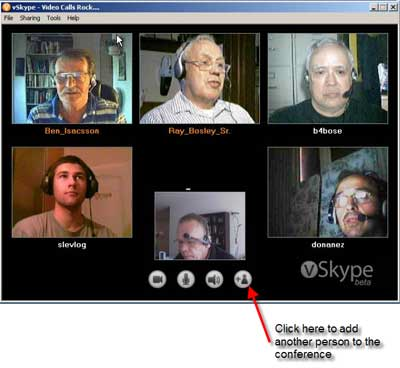 vSkype - Video Calls Rock...
File Sharing Tools Help
Ben_Isacsson Ray_Bosley_Sr. b4bose
slevlog domanez
vSkype
beta
Click here to add
another person to the
conference